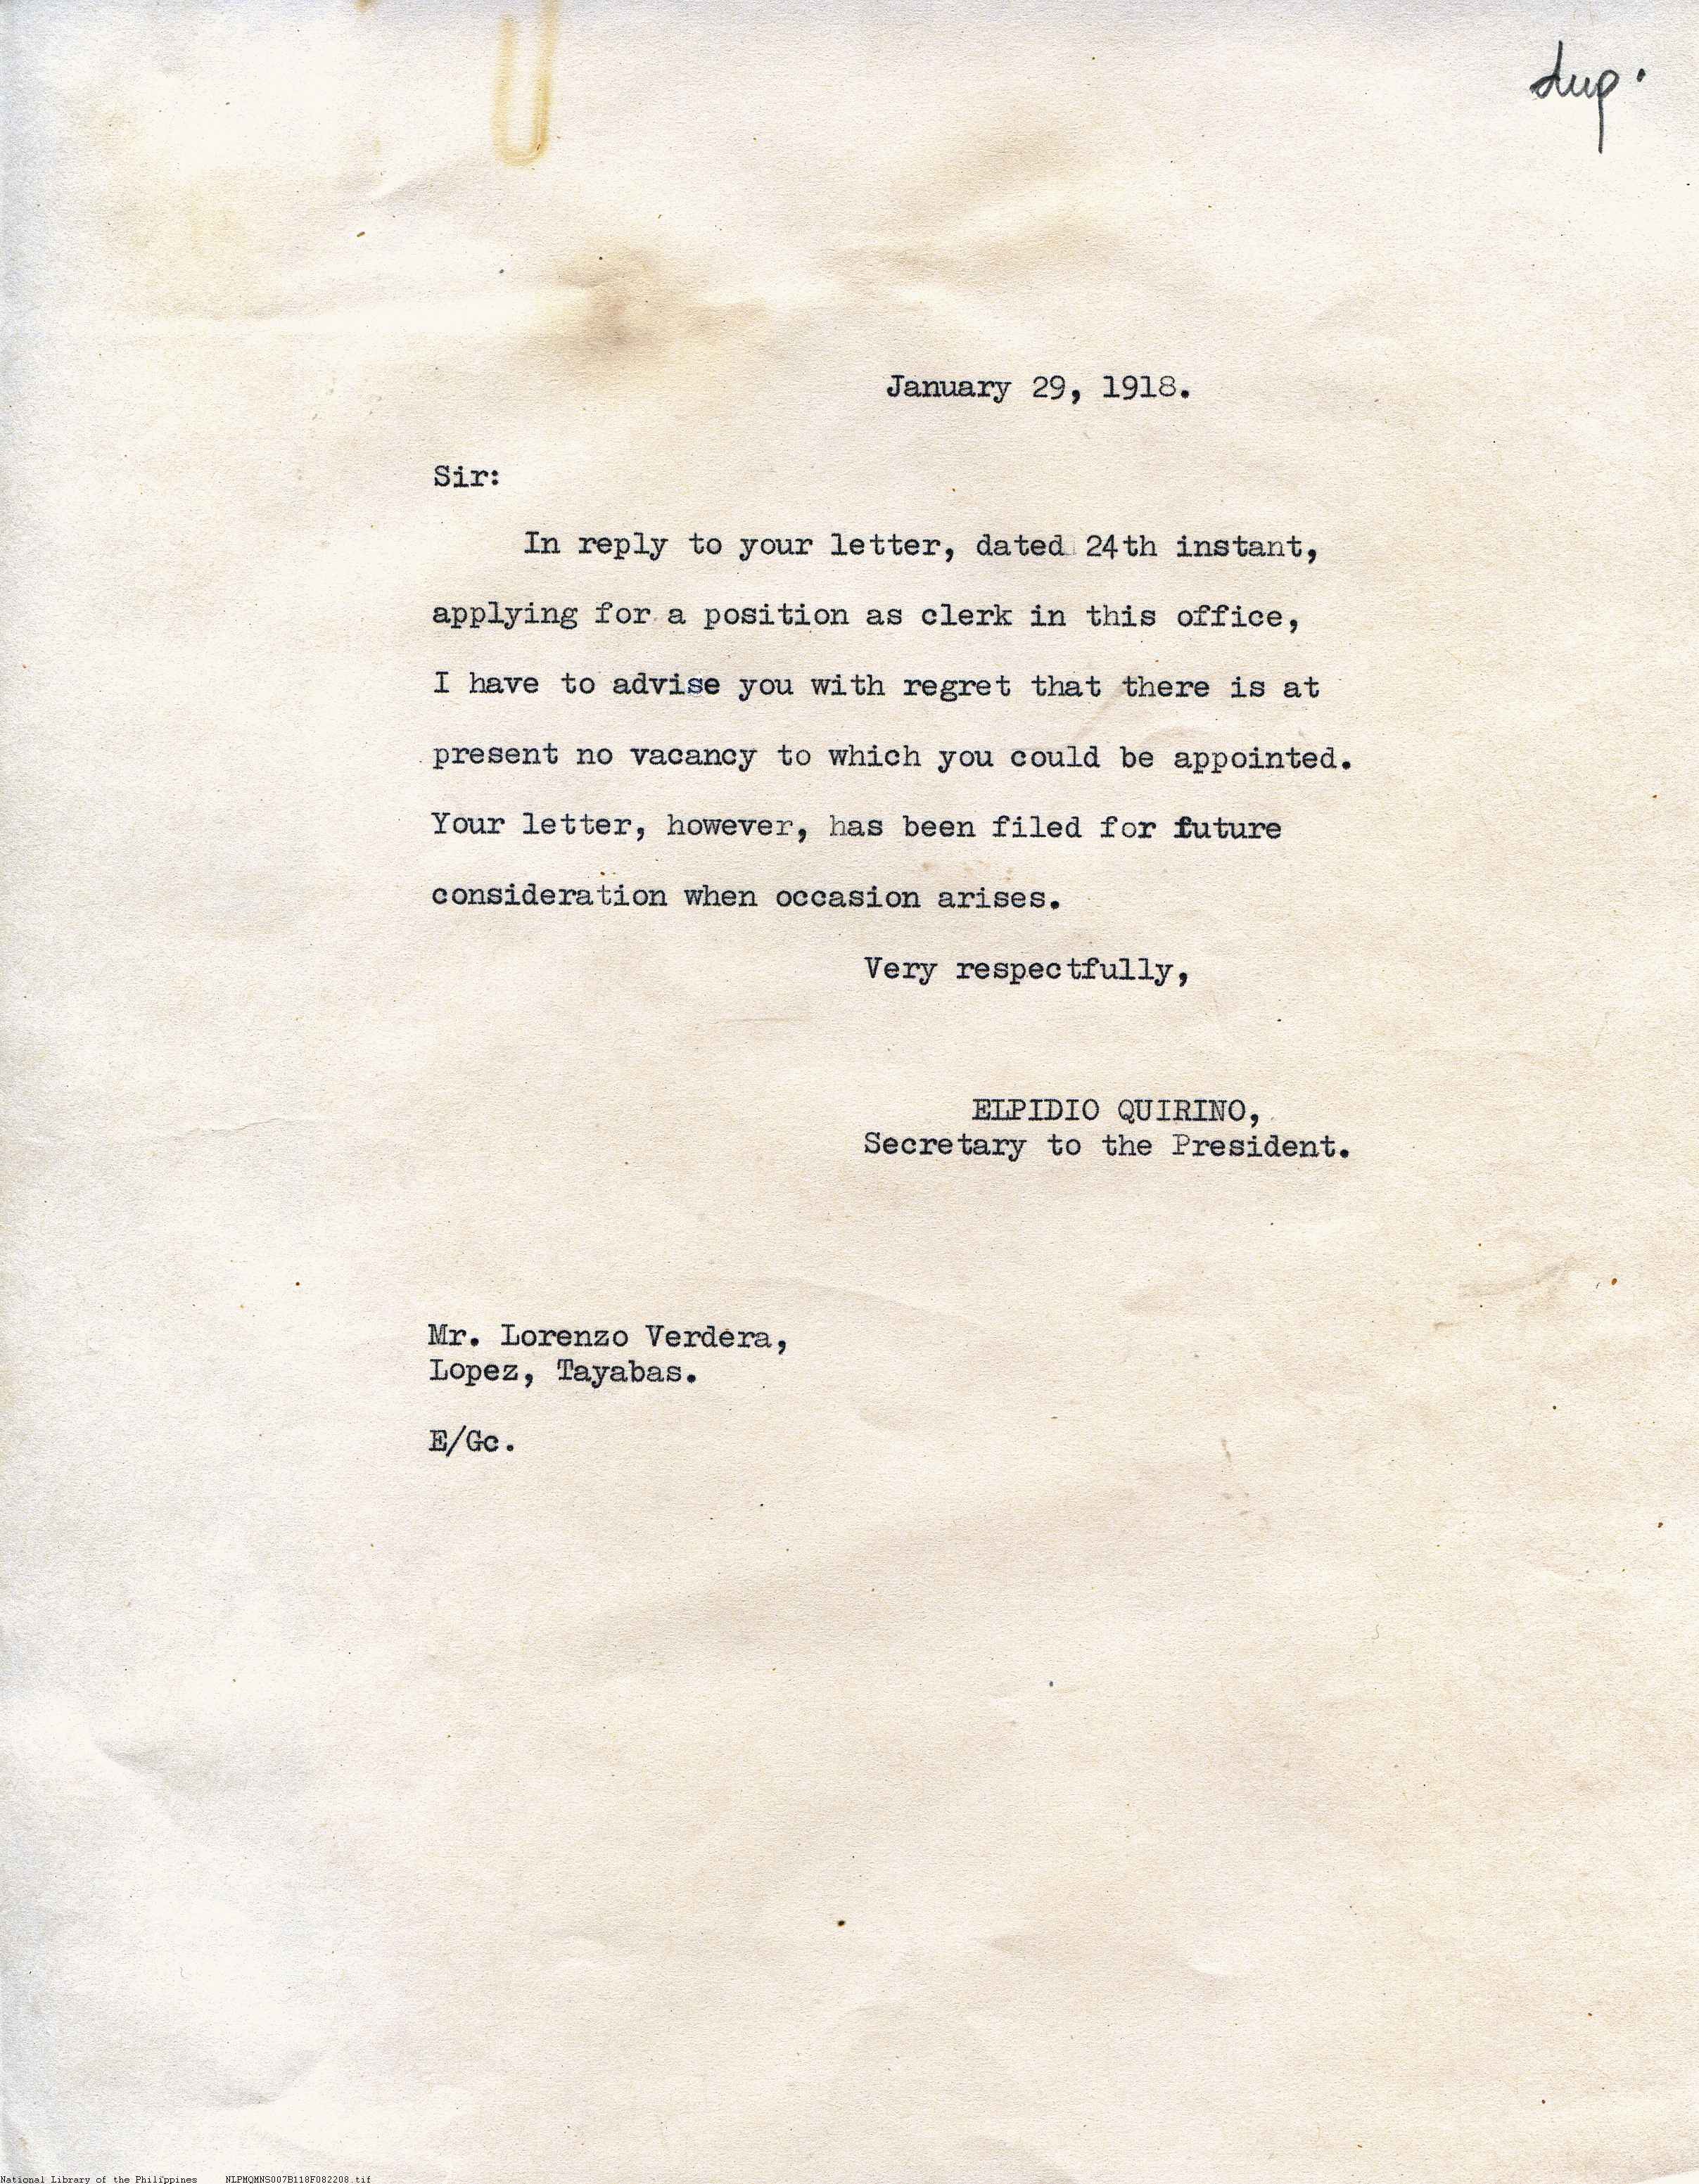 dup.
January 29, 1918.
Sir:
In reply to your letter, dated 24th instant,
applying for a position as clerk in this office,
I have to advise you with regret that there is at
present no vacancy to which you could be appointed.
Your letter, however, has been filed for future
consideration when occasion arises.
Very respectfully,
ELPIDIO QUIRINO,
Secretary to the President.
Mr. Lorenzo Verdera,
Lopez, Tayabas.
E/Gc.
National Library of the Philippines NLPMQMNS007B118F082208.tif